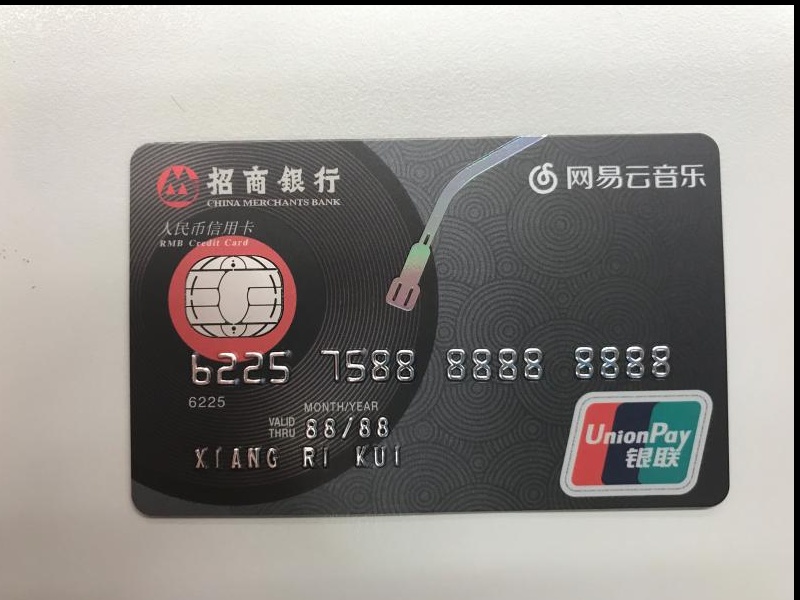 招商银行
CHINA MERCHANTS BANK
网易云音乐
人民币信用卡
RMB Credit Card
6225 7588 8888 8888
6225
MONTH/YEAR
VALID THRU 88/88
XIANG RI KUI
UnionPay
银联